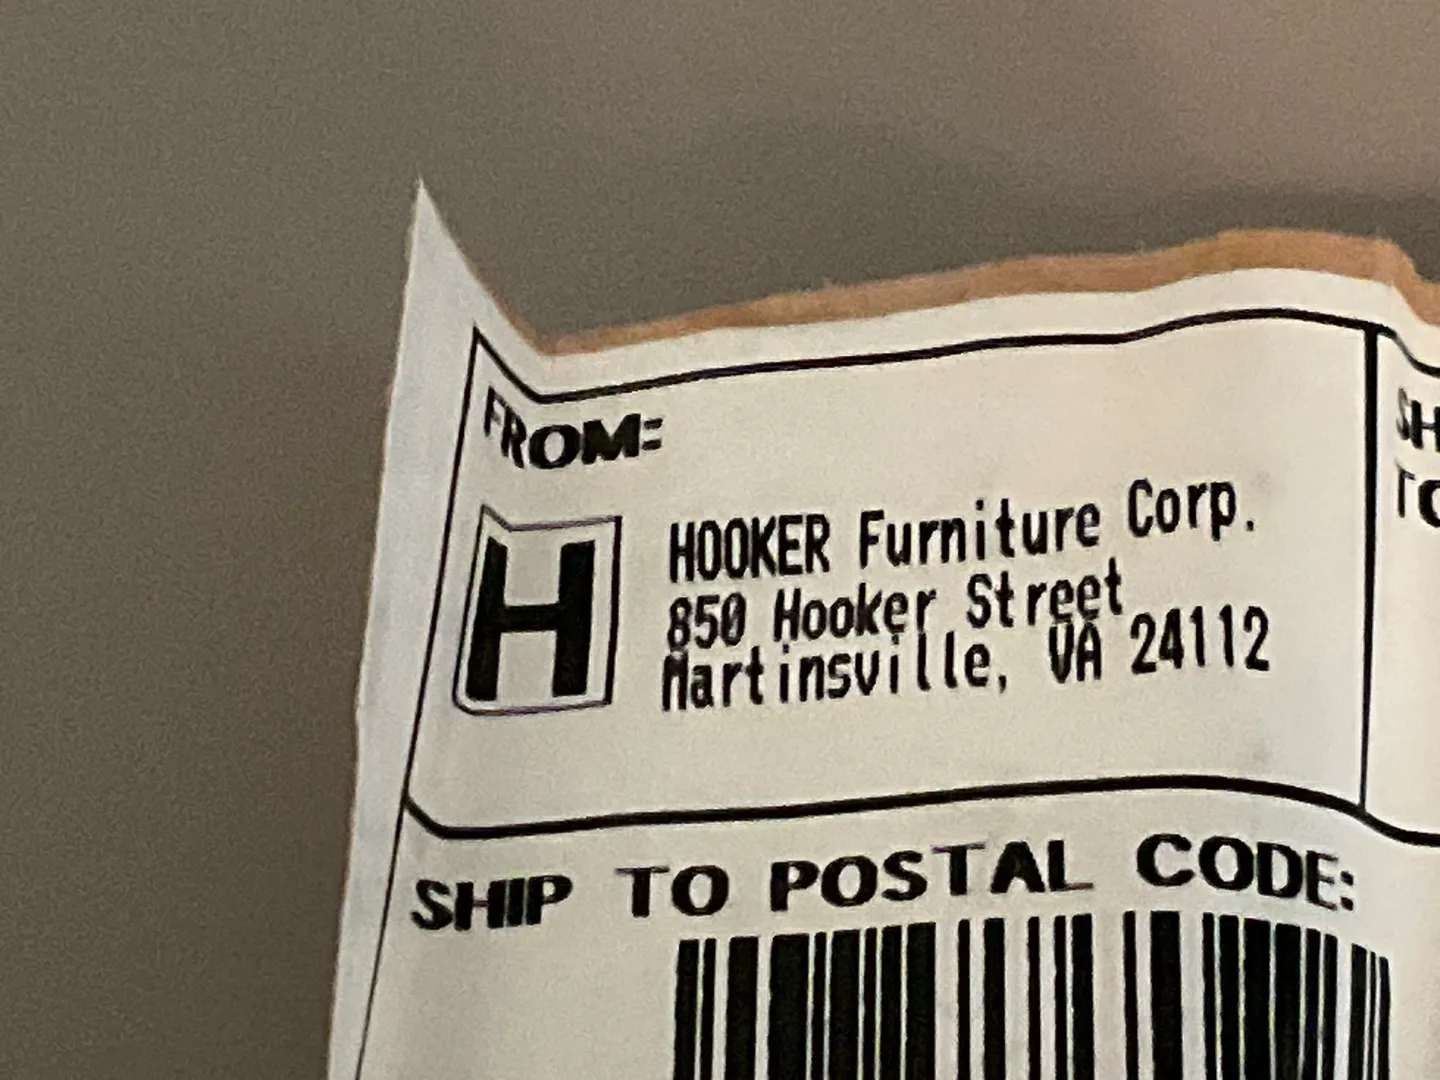 FROM:
H
HOOKER Furniture Corp.
850 Hooker Street
Martinsville, VA 24112
SHIP TO POSTAL CODE: